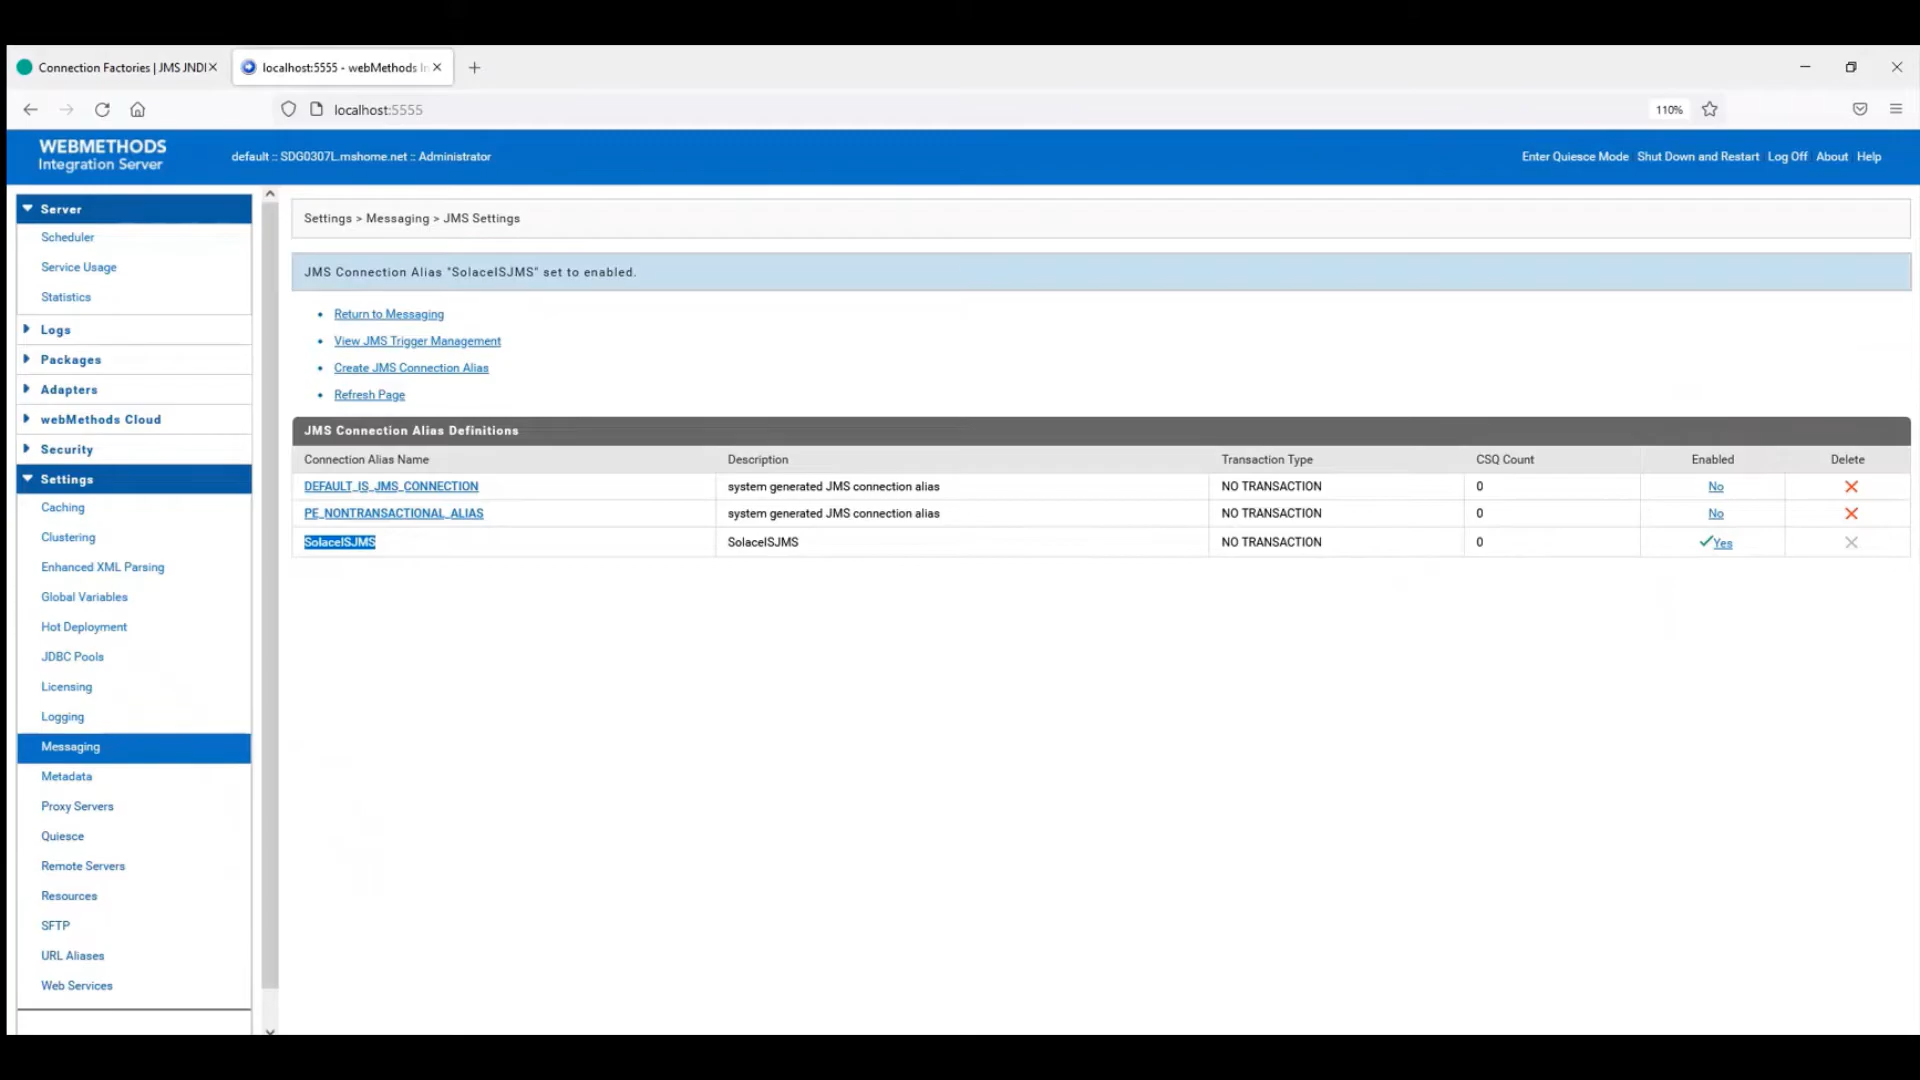 Connection Factories | JMS JNDI
localhost:5555 - webMethods In
localhost:5555
110%
WEBMETHODS
Integration Server
default :: SDG0307L.mshome.net :: Administrator
Enter Quiesce Mode Shut Down and Restart Log Off About Help
Server
Scheduler
Service Usage
Statistics
Logs
Packages
Adapters
webMethods Cloud
Security
Settings
Caching
Clustering
Enhanced XML Parsing
Global Variables
Hot Deployment
JDBC Pools
Licensing
Logging
Messaging
Metadata
Proxy Servers
Quiesce
Remote Servers
Resources
SFTP
URL Aliases
Web Services
Settings > Messaging > JMS Settings
JMS Connection Alias "SolaceISJMS" set to enabled.
Return to Messaging
View JMS Trigger Management
Create JMS Connection Alias
Refresh Page
JMS Connection Alias Definitions
Connection Alias Name Description Transaction Type CSQ Count Enabled Delete
DEFAULT_IS_JMS_CONNECTION system generated JMS connection alias NO TRANSACTION 0 No
PE_NONTRANSACTIONAL_ALIAS system generated JMS connection alias NO TRANSACTION 0 No
SolaceISJMS SolaceISJMS NO TRANSACTION 0 Yes